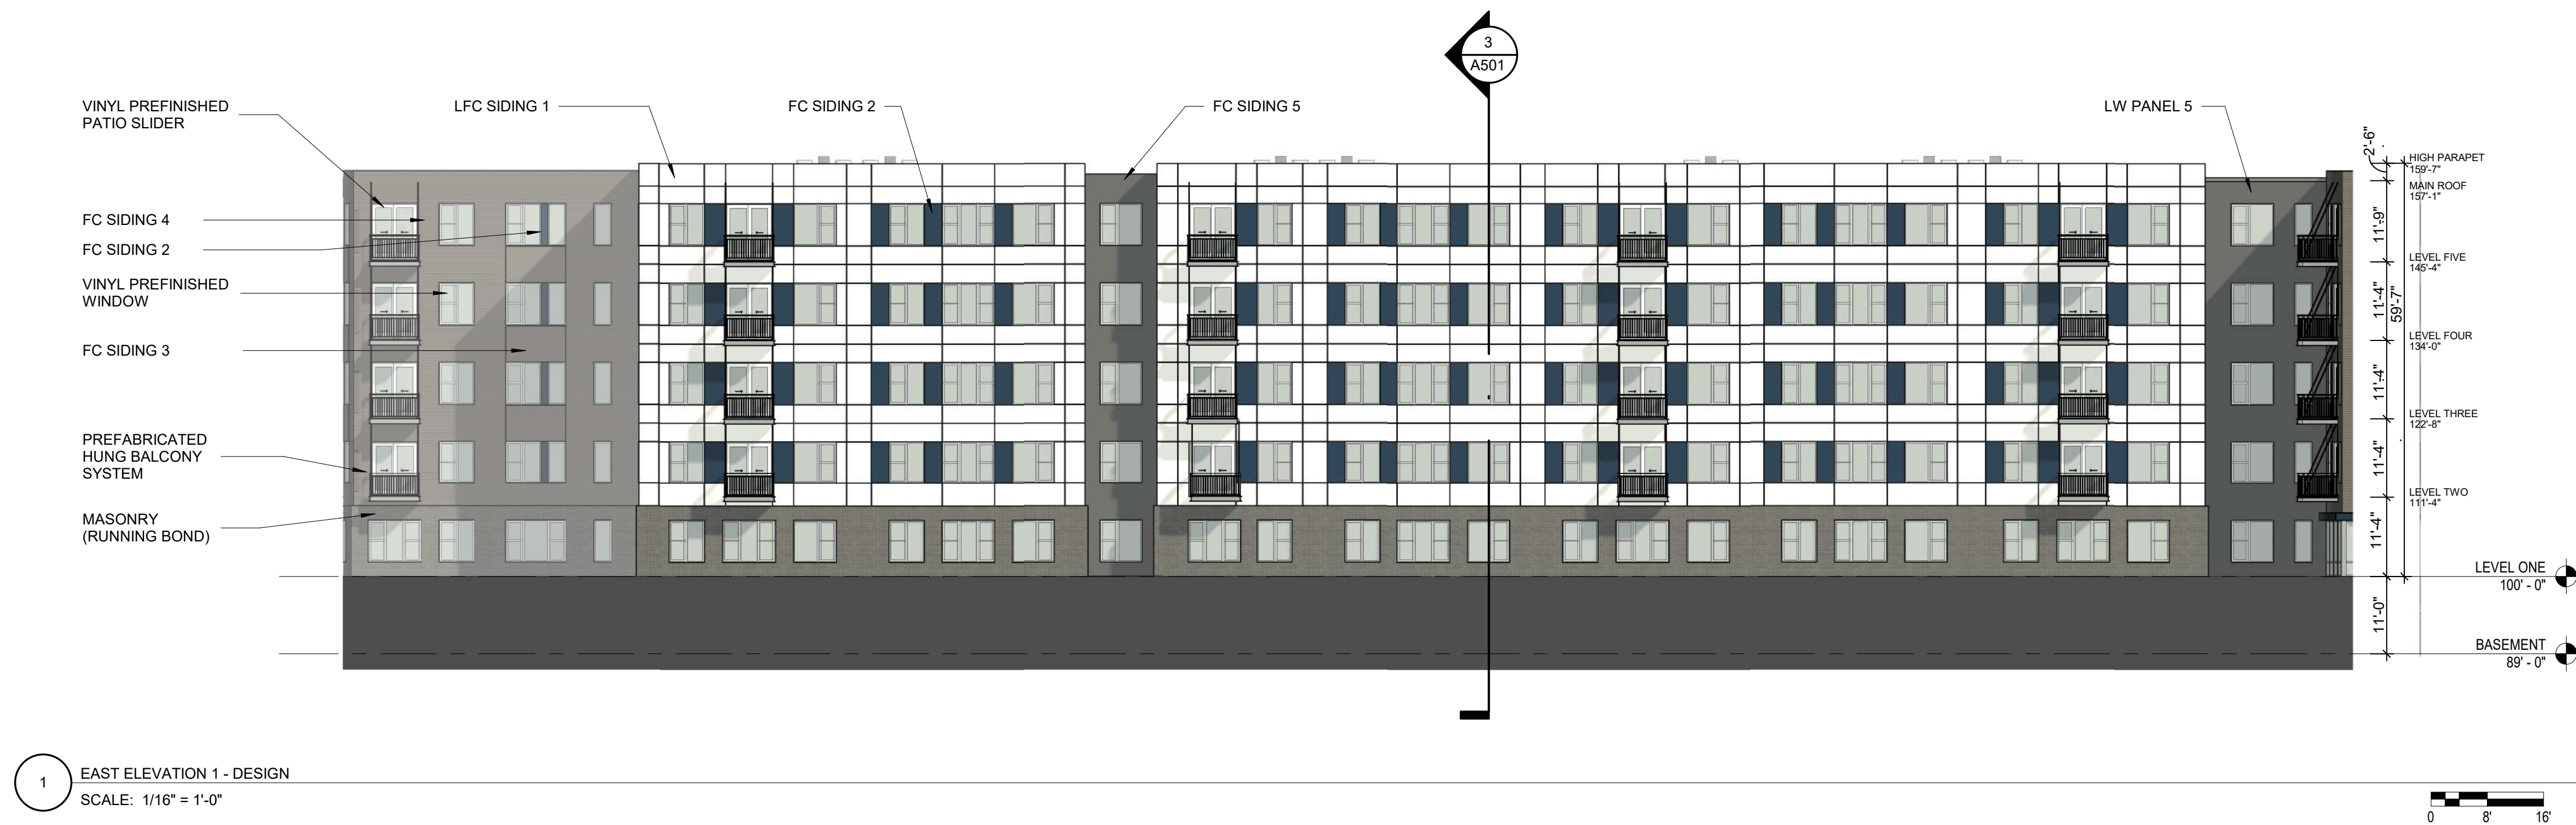 3
A501
VINYL PREFINISHED
PATIO SLIDER
LFC SIDING 1
FC SIDING 2
FC SIDING 5
LW PANEL 5
FC SIDING 4
FC SIDING 2
VINYL PREFINISHED
WINDOW
FC SIDING 3
PREFABRICATED
HUNG BALCONY
SYSTEM
MASONRY
(RUNNING BOND)
2'-6"
11'-9"
11'-4"
11'-4"
11'-4"
11'-4"
11'-0"
59'-7"
HIGH PARAPET
159'-7"
MAIN ROOF
157'-1"
LEVEL FIVE
145'-4"
LEVEL FOUR
134'-0"
LEVEL THREE
122'-8"
LEVEL TWO
111'-4"
LEVEL ONE
100' - 0"
BASEMENT
89' - 0"
1
EAST ELEVATION 1 - DESIGN
SCALE: 1/16" = 1'-0"
0 8' 16'